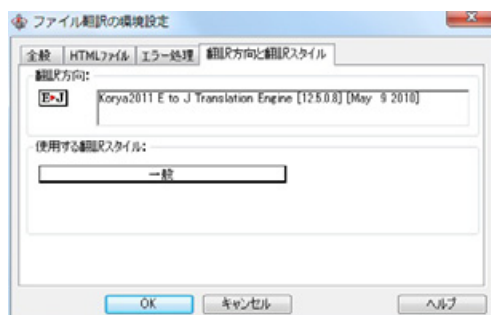 ファイル翻訳の環境設定
全般 HTMLファイル エラー処理 翻訳方向と翻訳スタイル
翻訳方向:
E▸J Korya2011 E to J Translation Engine [12.5.0.8] [May 9 2010]
使用する翻訳スタイル:
一般
OK キャンセル ヘルプ